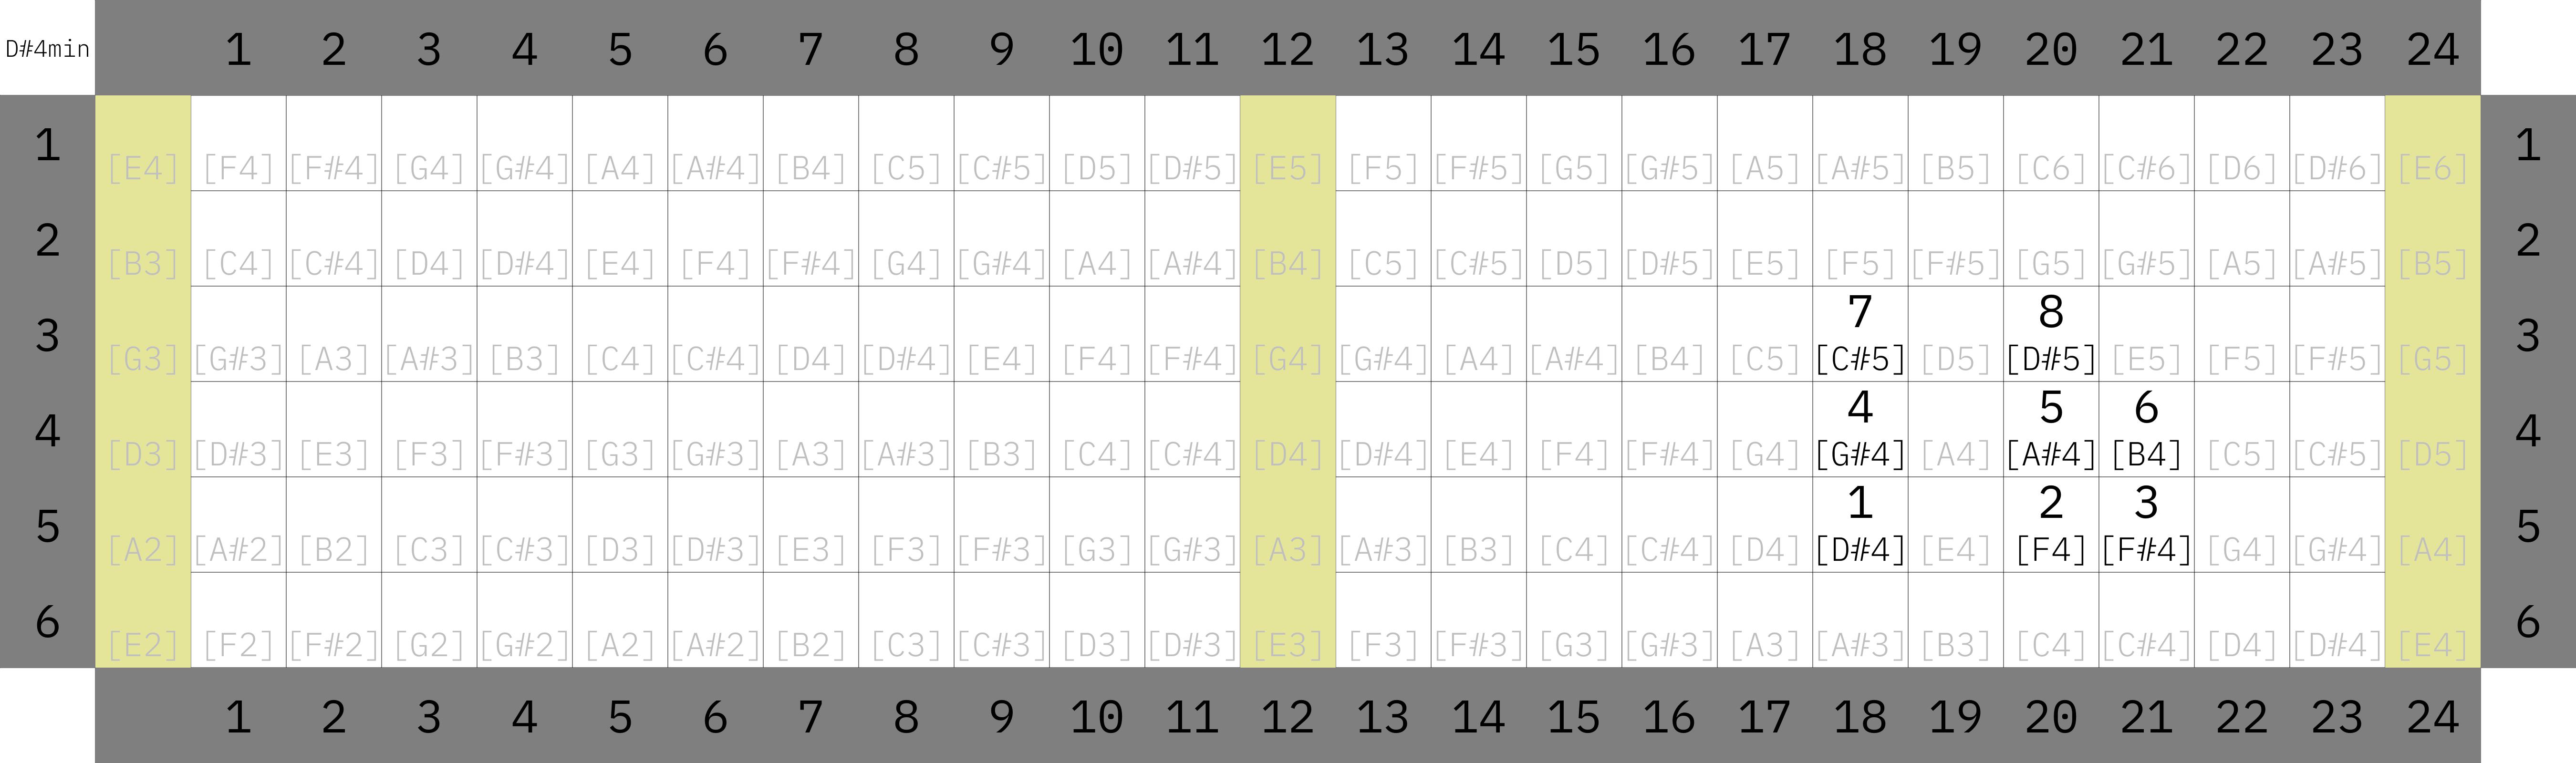 D#4min 1 2 3 4 5 6 7 8 9 10 11 12 13 14 15 16 17 18 19 20 21 22 23 24
1 [E4] [F4] [F#4] [G4] [G#4] [A4] [A#4] [B4] [C5] [C#5] [D5] [D#5] [E5] [F5] [F#5] [G5] [G#5] [A5] [A#5] [B5] [C6] [C#6] [D6] [D#6] [E6] 1
2 [B3] [C4] [C#4] [D4] [D#4] [E4] [F4] [F#4] [G4] [G#4] [A4] [A#4] [B4] [C5] [C#5] [D5] [D#5] [E5] [F5] [F#5] [G5] [G#5] [A5] [A#5] [B5] 2
7 8
3 [G3] [G#3] [A3] [A#3] [B3] [C4] [C#4] [D4] [D#4] [E4] [F4] [F#4] [G4] [G#4] [A4] [A#4] [B4] [C5] [C#5] [D5] [D#5] [E5] [F5] [F#5] [G5] 3
4 5 6
4 [D3] [D#3] [E3] [F3] [F#3] [G3] [G#3] [A3] [A#3] [B3] [C4] [C#4] [D4] [D#4] [E4] [F4] [F#4] [G4] [G#4] [A4] [A#4] [B4] [C5] [C#5] [D5] 4
1 2 3
5 [A2] [A#2] [B2] [C3] [C#3] [D3] [D#3] [E3] [F3] [F#3] [G3] [G#3] [A3] [A#3] [B3] [C4] [C#4] [D4] [D#4] [E4] [F4] [F#4] [G4] [G#4] [A4] 5
6 [E2] [F2] [F#2] [G2] [G#2] [A2] [A#2] [B2] [C3] [C#3] [D3] [D#3] [E3] [F3] [F#3] [G3] [G#3] [A3] [A#3] [B3] [C4] [C#4] [D4] [D#4] [E4] 6
1 2 3 4 5 6 7 8 9 10 11 12 13 14 15 16 17 18 19 20 21 22 23 24